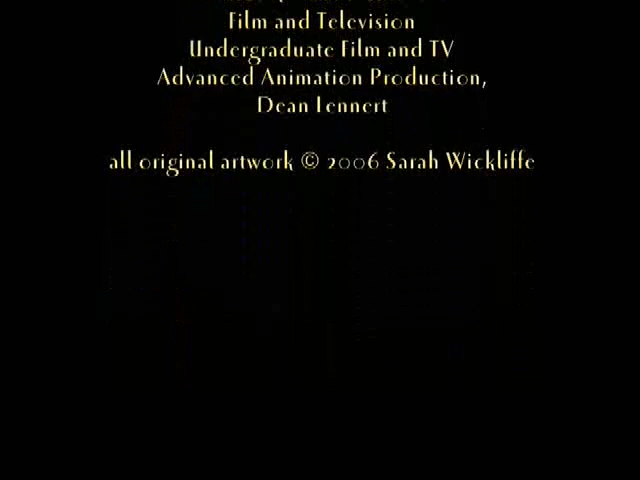 Film and Television
Undergraduate Film and TV
Advanced Animation Production,
Dean Lennert
all original artwork © 2006 Sarah Wickliffe